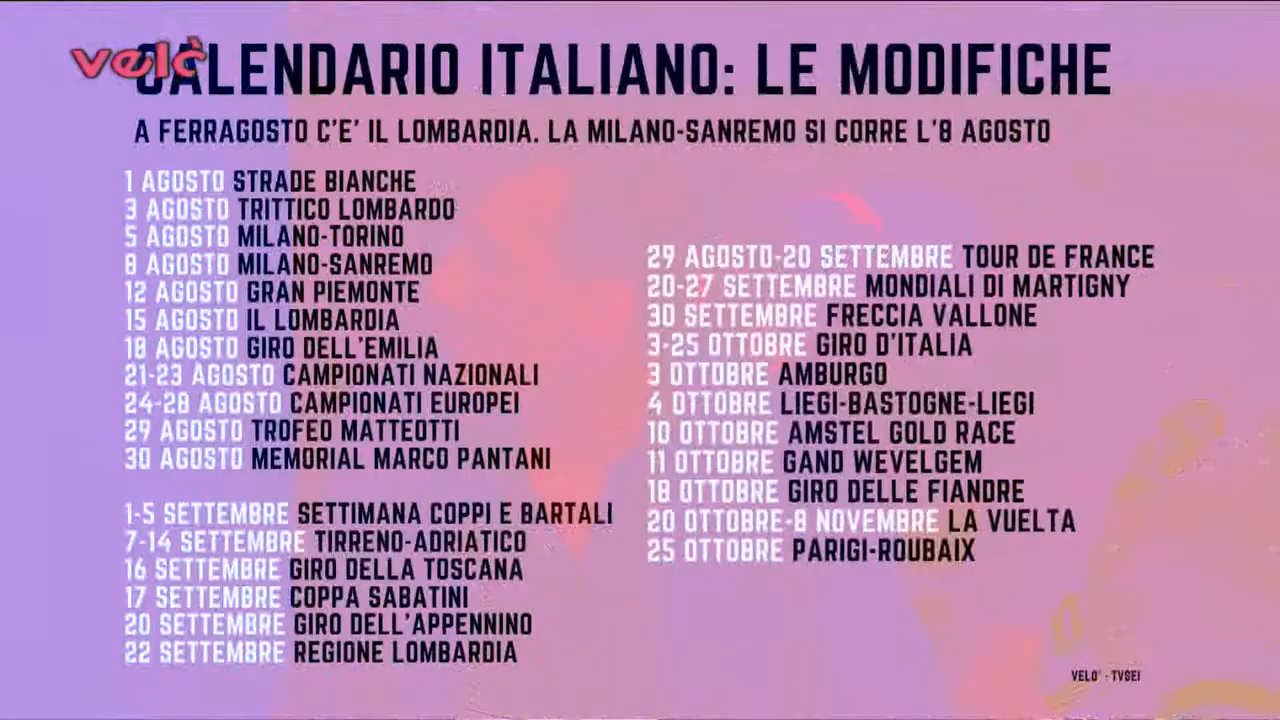 velò
CALENDARIO ITALIANO: LE MODIFICHE
A FERRAGOSTO C'E' IL LOMBARDIA. LA MILANO-SANREMO SI CORRE L'8 AGOSTO
1 AGOSTO STRADE BIANCHE
3 AGOSTO TRITTICO LOMBARDO
5 AGOSTO MILANO-TORINO
8 AGOSTO MILANO-SANREMO
12 AGOSTO GRAN PIEMONTE
15 AGOSTO IL LOMBARDIA
18 AGOSTO GIRO DELL'EMILIA
21-23 AGOSTO CAMPIONATI NAZIONALI
24-28 AGOSTO CAMPIONATI EUROPEI
29 AGOSTO TROFEO MATTEOTTI
30 AGOSTO MEMORIAL MARCO PANTANI
1-5 SETTEMBRE SETTIMANA COPPI E BARTALI
7-14 SETTEMBRE TIRRENO-ADRIATICO
16 SETTEMBRE GIRO DELLA TOSCANA
17 SETTEMBRE COPPA SABATINI
20 SETTEMBRE GIRO DELL'APPENNINO
22 SETTEMBRE REGIONE LOMBARDIA
29 AGOSTO-20 SETTEMBRE TOUR DE FRANCE
20-27 SETTEMBRE MONDIALI DI MARTIGNY
30 SETTEMBRE FRECCIA VALLONE
3-25 OTTOBRE GIRO D'ITALIA
3 OTTOBRE AMBURGO
4 OTTOBRE LIEGI-BASTOGNE-LIEGI
10 OTTOBRE AMSTEL GOLD RACE
11 OTTOBRE GAND WEVELGEM
18 OTTOBRE GIRO DELLE FIANDRE
20 OTTOBRE-8 NOVEMBRE LA VUELTA
25 OTTOBRE PARIGI-ROUBAIX
VELO' - TVSEI